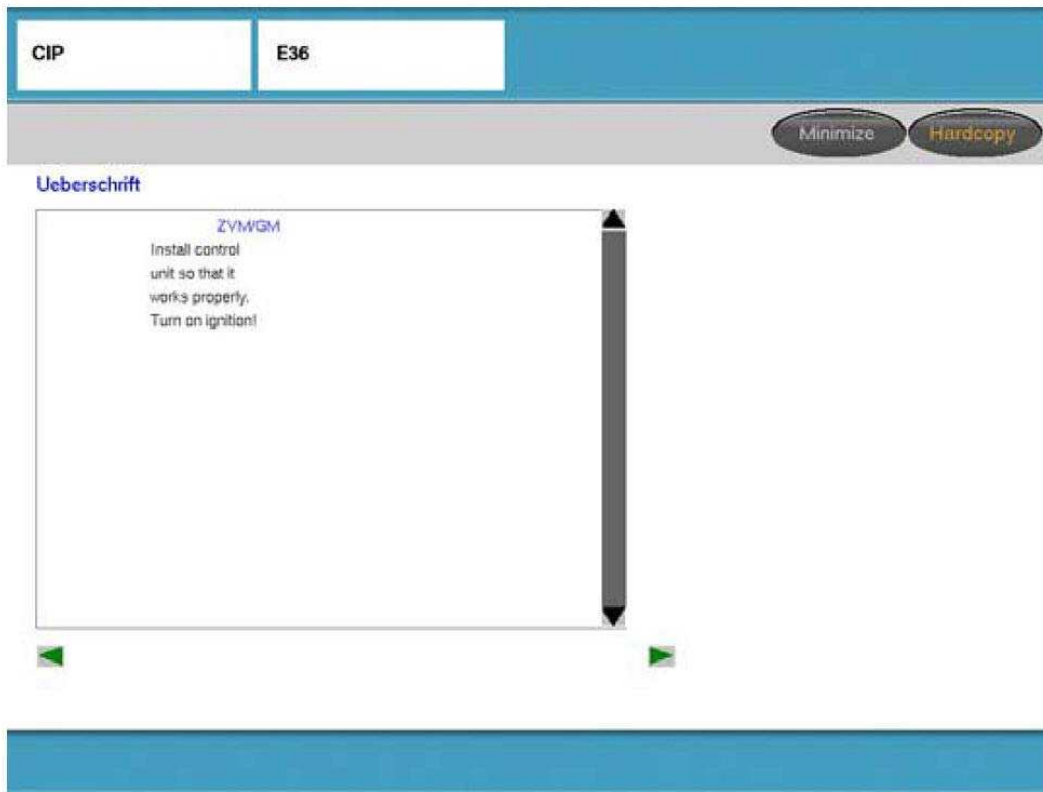 CIP
E36
Minimize
Hardcopy
Ueberschrift
ZVM/GM
Install control
unit so that it
works properly.
Turn on ignition!